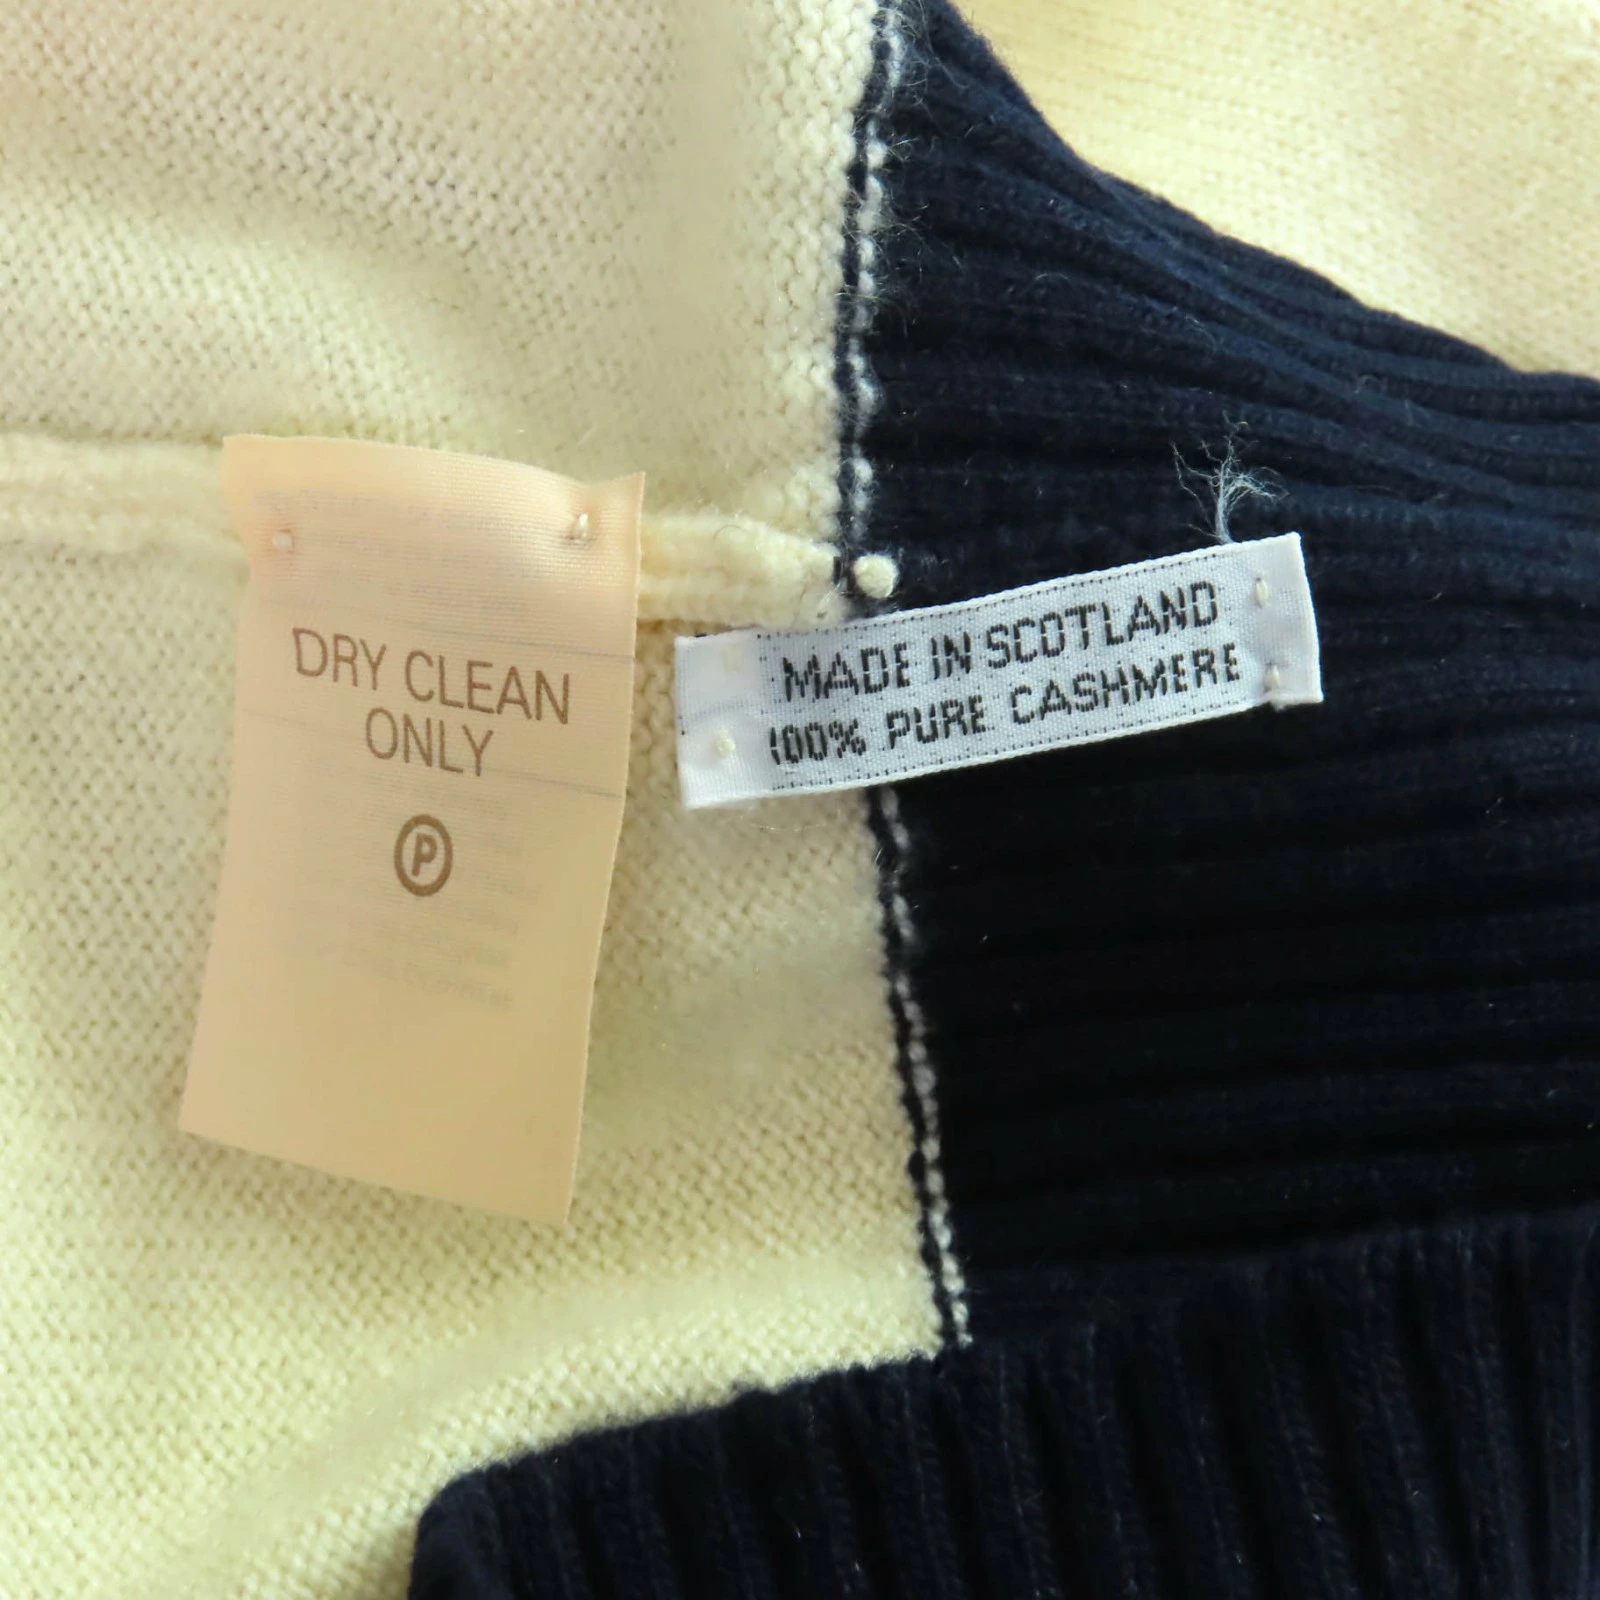 DRY CLEAN
ONLY
P
MADE IN SCOTLAND
100% PURE CASHMERE